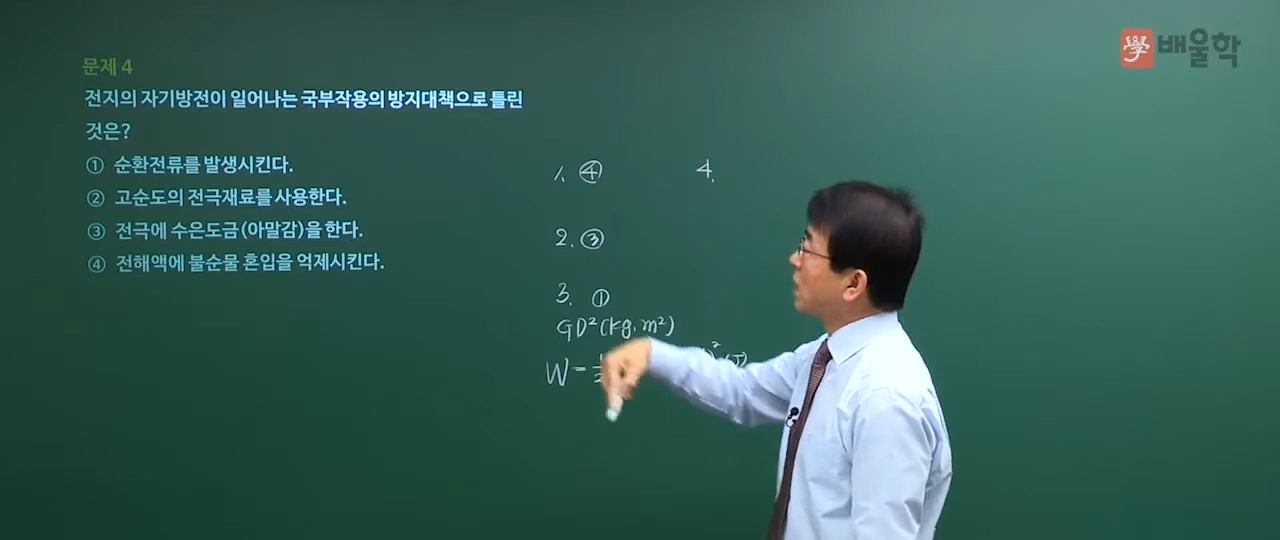 學 배울학
문제 4
전지의 자기방전이 일어나는 국부작용의 방지대책으로 틀린
것은?
① 순환전류를 발생시킨다.
② 고순도의 전극재료를 사용한다.
③ 전극에 수은도금(아말감)을 한다.
④ 전해액에 불순물 혼입을 억제시킨다.
1. ④
2. ③
3. ①
GD²(kg·m²)
W =
4.